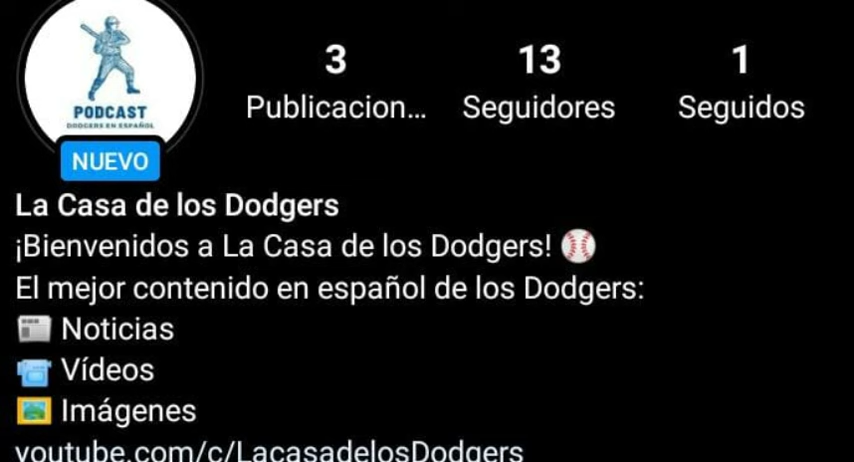 PODCAST
DODGERS EN ESPAÑOL
NUEVO
3
13
1
Publicacion...
Seguidores
Seguidos
La Casa de los Dodgers
¡Bienvenidos a La Casa de los Dodgers! ⚾
El mejor contenido en español de los Dodgers:
📰 Noticias
📹 Vídeos
🖼️ Imágenes
youtube.com/c/LacasadelosDodgers